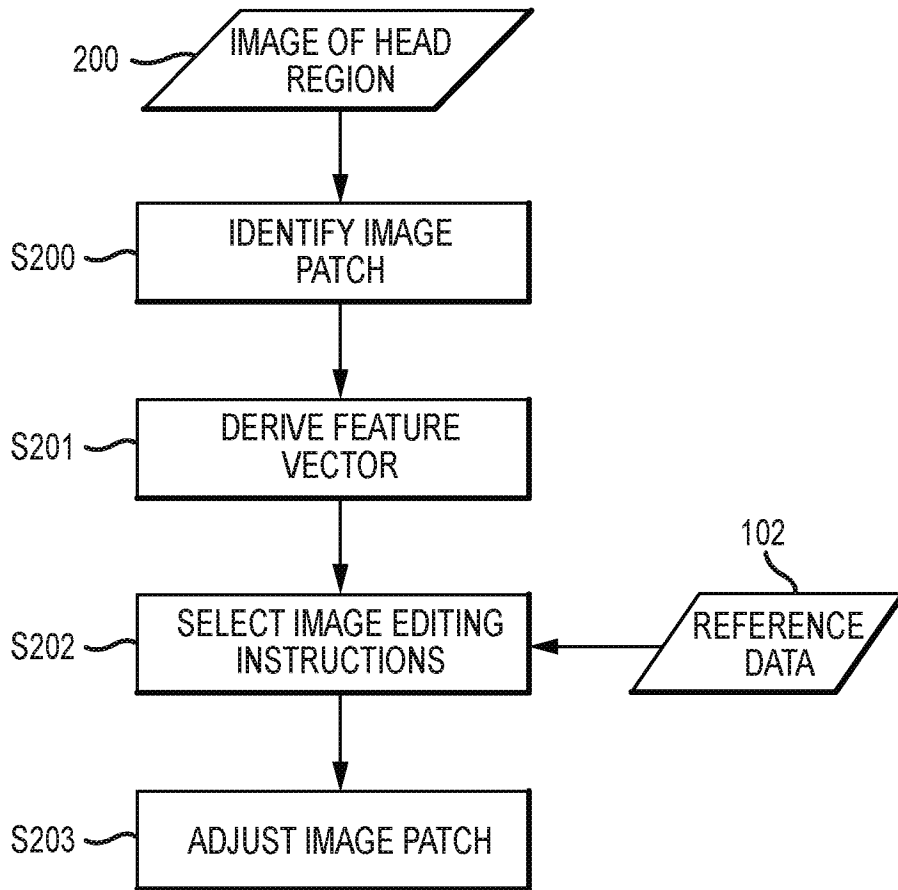 200
IMAGE OF HEAD
REGION
S200
IDENTIFY IMAGE
PATCH
S201
DERIVE FEATURE
VECTOR
102
S202
SELECT IMAGE EDITING
INSTRUCTIONS
REFERENCE
DATA
S203
ADJUST IMAGE PATCH